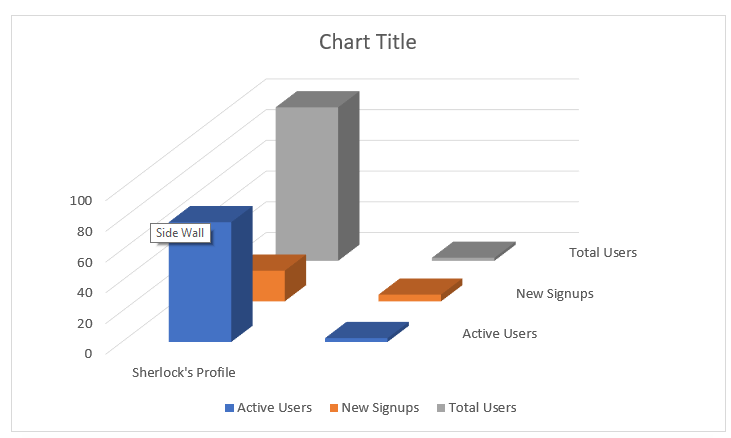 Chart Title
100
80
60
40
20
0
Side Wall
Total Users
New Signups
Active Users
Sherlock's Profile
Active Users New Signups Total Users